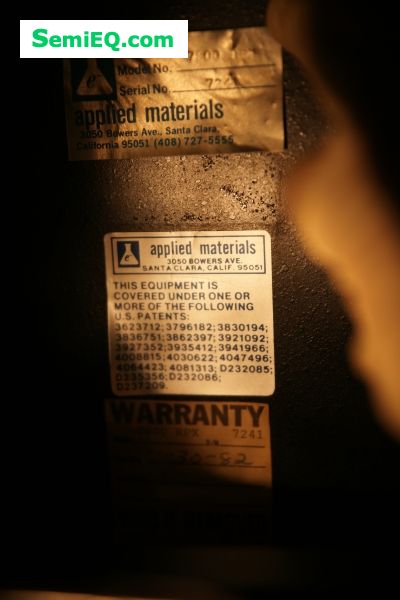 SemiEQ.com
Model No.
Serial No. 7241
e
applied materials
3050 Bowers Ave., Santa Clara,
California 95051 (408) 727-5555
e
applied materials
3050 BOWERS AVE.
SANTA CLARA, CALIF. 95051
THIS EQUIPMENT IS
COVERED UNDER ONE OR
MORE OF THE FOLLOWING
U.S. PATENTS:
3623712; 3796182; 3830194;
3836751; 3862397; 3921092;
3927352; 3935412; 3941966;
4008815; 4030622; 4047496;
4064423; 4081313; D232085;
D235356; D232086;
D237209.
WARRANTY
7241